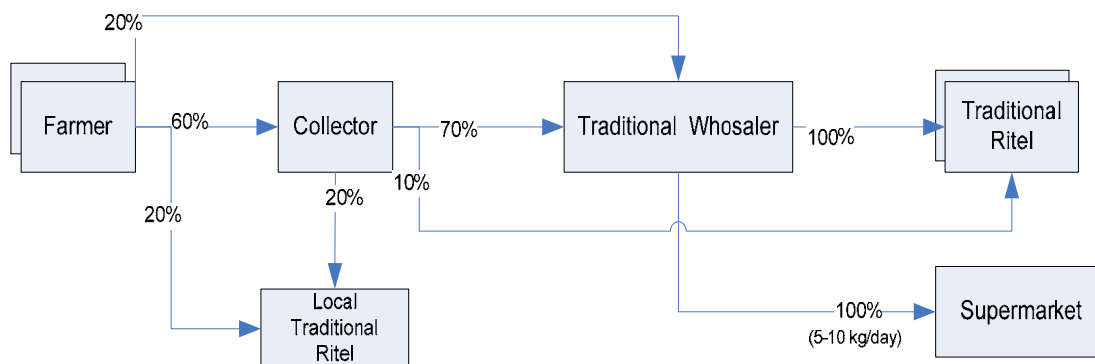 20%
Farmer
60%
Collector
70%
Traditional Whosaler
100%
Traditional
Ritel
10%
20%
20%
Local
Traditional
Ritel
100%
(5-10 kg/day)
Supermarket